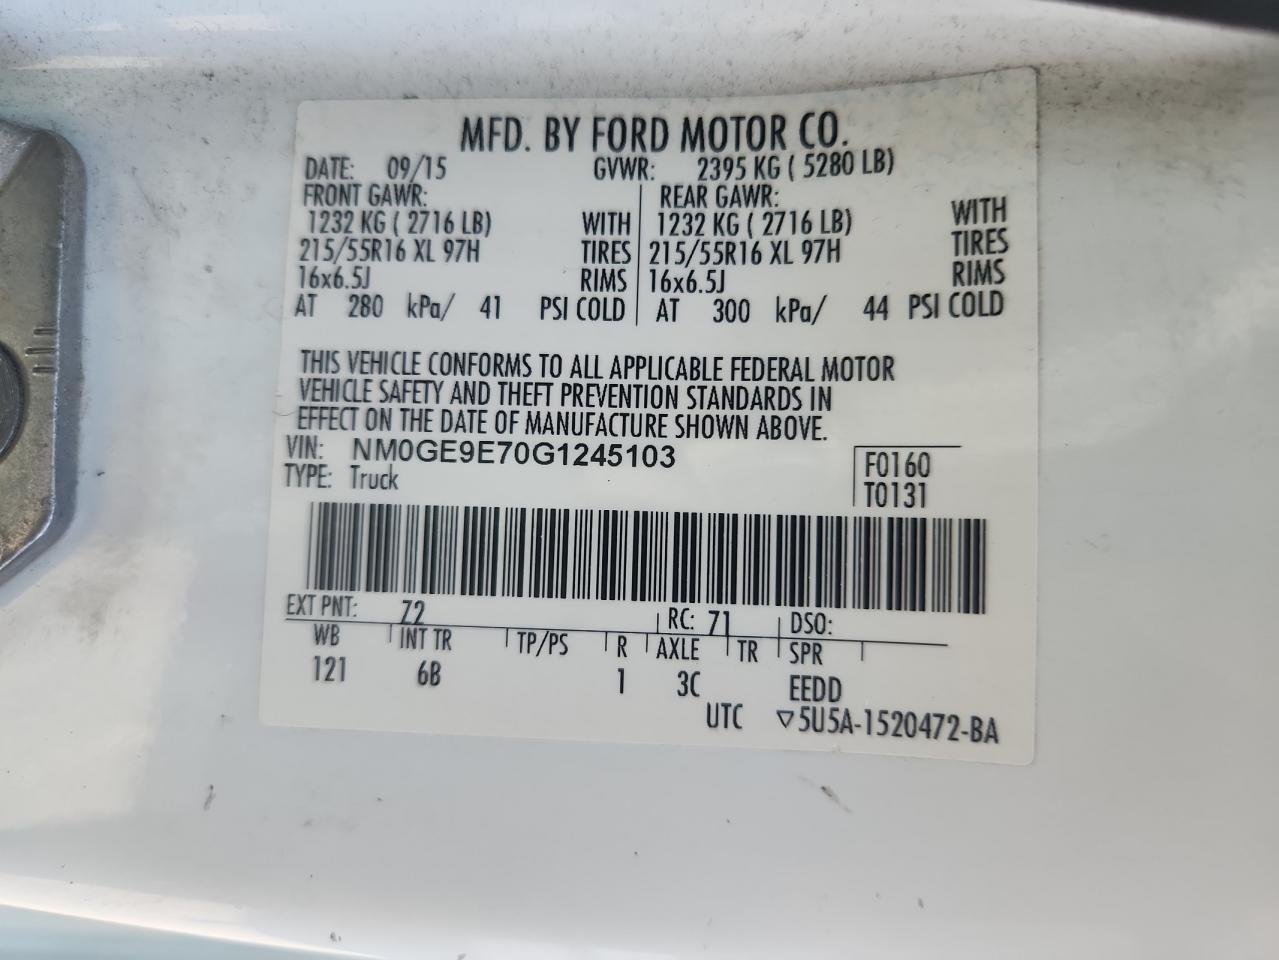 MFD. BY FORD MOTOR CO.
DATE: 09/15 GVWR: 2395 KG ( 5280 LB)
FRONT GAWR: REAR GAWR:
1232 KG ( 2716 LB) WITH 1232 KG ( 2716 LB) WITH
215/55R16 XL 97H TIRES 215/55R16 XL 97H TIRES
16x6.5J RIMS 16x6.5J RIMS
AT 280 kPa/ 41 PSI COLD AT 300 kPa/ 44 PSI COLD
THIS VEHICLE CONFORMS TO ALL APPLICABLE FEDERAL MOTOR
VEHICLE SAFETY AND THEFT PREVENTION STANDARDS IN
EFFECT ON THE DATE OF MANUFACTURE SHOWN ABOVE.
VIN: NM0GE9E70G1245103 F0160
TYPE: Truck T0131
EXT PNT: Z2 RC: 71 DSO:
WB INT TR TP/PS R AXLE TR SPR
121 6B 1 3C EEDD
UTC ▽5U5A-1520472-BA